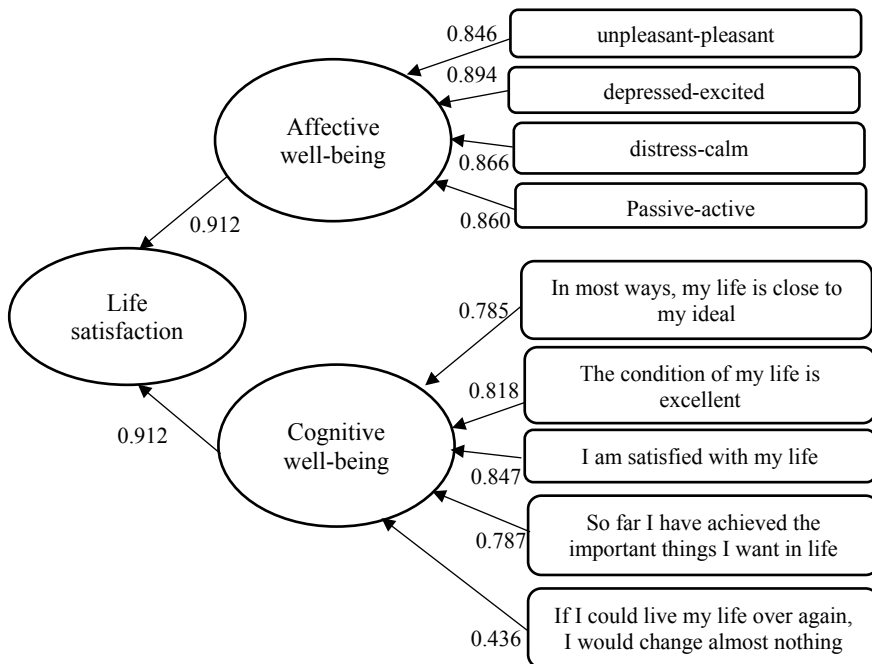 0.846
unpleasant-pleasant
0.894
depressed-excited
Affective
well-being
distress-calm
0.866
Passive-active
0.860
0.912
Life
satisfaction
In most ways, my life is close to
my ideal
0.785
The condition of my life is
excellent
0.818
0.912
Cognitive
well-being
I am satisfied with my life
0.847
So far I have achieved the
important things I want in life
0.787
If I could live my life over again,
I would change almost nothing
0.436